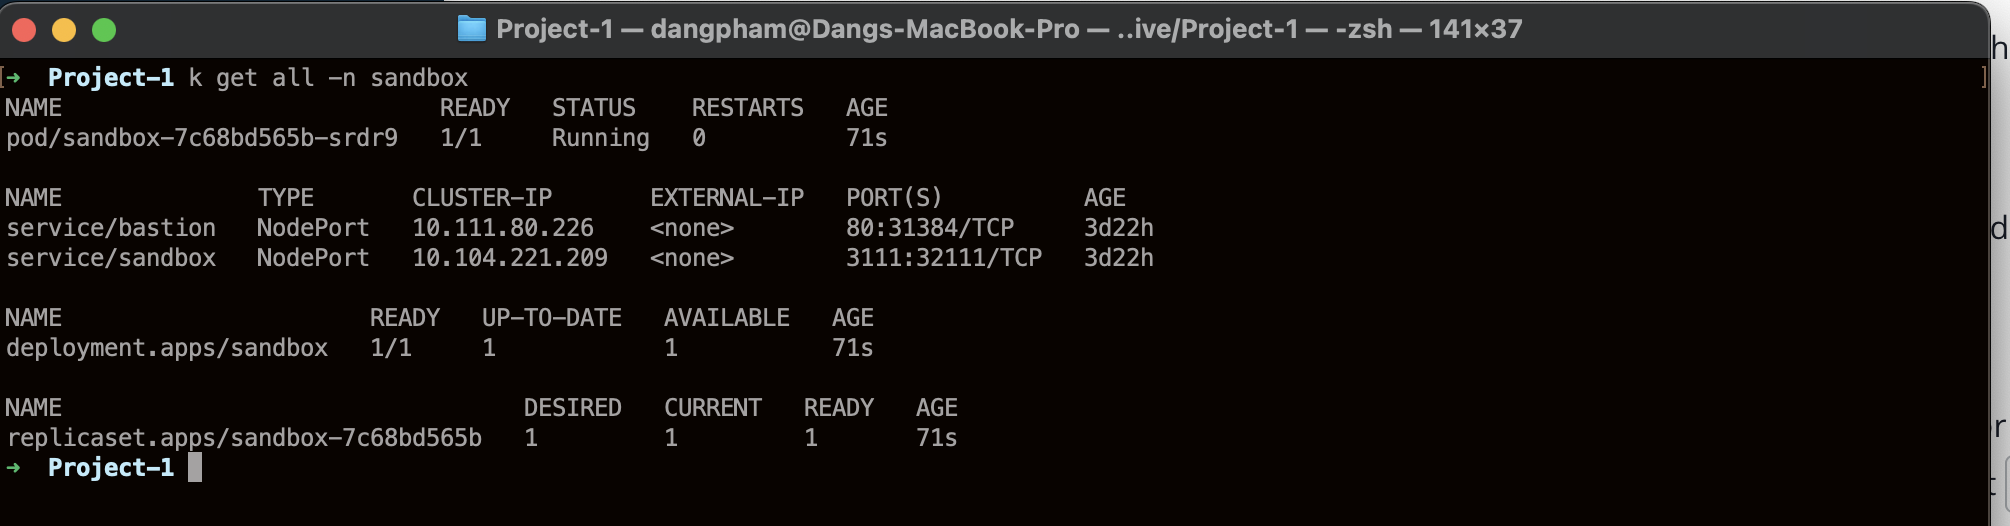 Project-1 — dangpham@Dangs-MacBook-Pro — ..ive/Project-1 — -zsh — 141×37
[➜  Project-1 k get all -n sandbox ]
NAME                           READY   STATUS    RESTARTS   AGE
pod/sandbox-7c68bd565b-srdr9   1/1     Running   0          71s

NAME              TYPE       CLUSTER-IP       EXTERNAL-IP   PORT(S)          AGE
service/bastion   NodePort   10.111.80.226    <none>        80:31384/TCP     3d22h
service/sandbox   NodePort   10.104.221.209   <none>        3111:32111/TCP   3d22h

NAME                      READY   UP-TO-DATE   AVAILABLE   AGE
deployment.apps/sandbox   1/1     1            1           71s

NAME                                 DESIRED   CURRENT   READY   AGE
replicaset.apps/sandbox-7c68bd565b   1         1         1       71s
➜  Project-1